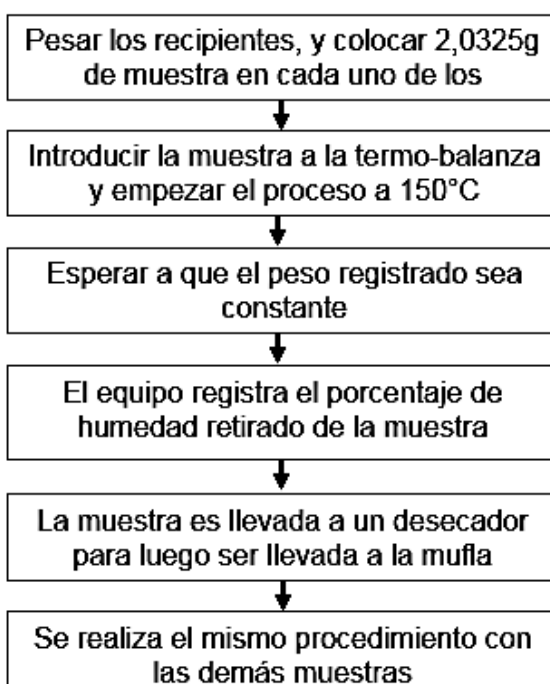 Pesar los recipientes, y colocar 2,0325g
de muestra en cada uno de los
Introducir la muestra a la termo-balanza
y empezar el proceso a 150°C
Esperar a que el peso registrado sea
constante
El equipo registra el porcentaje de
humedad retirado de la muestra
La muestra es llevada a un desecador
para luego ser llevada a la mufla
Se realiza el mismo procedimiento con
las demás muestras